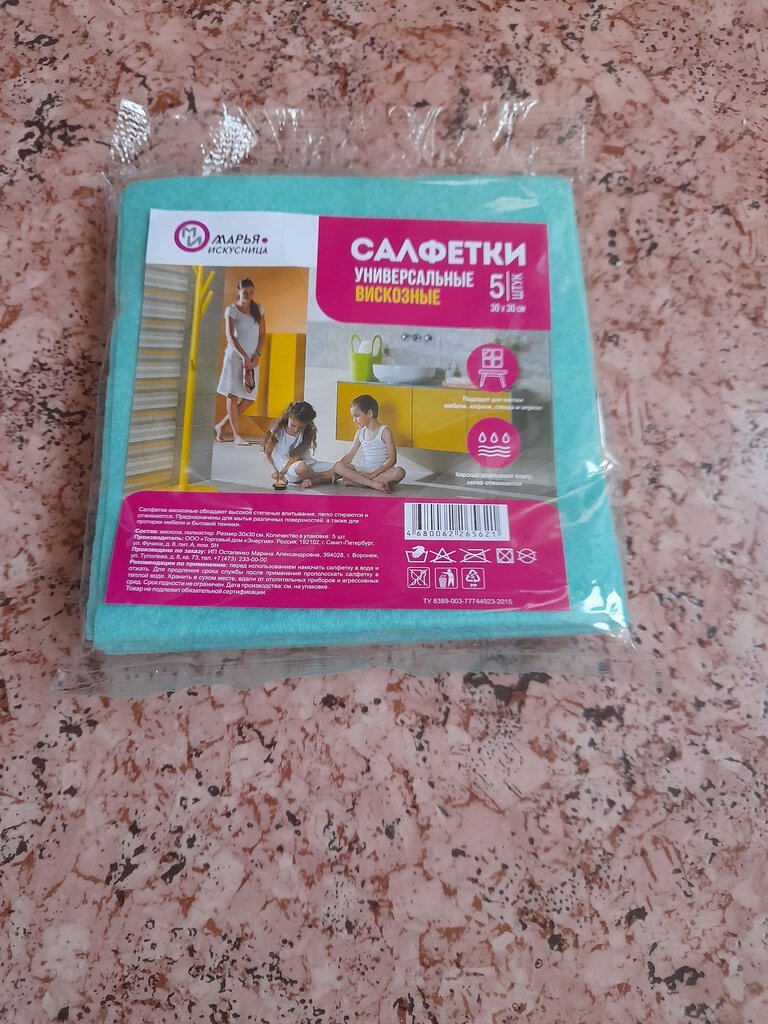 МИ
МАРЬЯ
ИСКУСНИЦА
САЛФЕТКИ
УНИВЕРСАЛЬНЫЕ
ВИСКОЗНЫЕ
5 ШТУК
30 х 30 см
Подходят для чистки
мебели, кафеля, стекла и зеркал
Хорошо впитывает влагу,
легко отжимается
Салфетки вискозные обладают высокой степенью впитывания, легко стираются и
отжимаются. Предназначены для мытья различных поверхностей, а также для
протирки мебели и бытовой техники.
Состав: вискоза, полиэстер. Размер 30х30 см. Количество в упаковке: 5 шт.
Производитель: ООО «Торговый дом «Энергия». Россия, 192102, г. Санкт-Петербург,
ул. Фучика, д. 8, лит. А, пом. 5Н
Произведено по заказу: ИП Остапенко Марина Александровна, 394028, г. Воронеж,
ул. Туполева, д. 8, кв. 73, тел. +7 (473) 233-00-00.
Рекомендации по применению: перед использованием намочить салфетку в воде и
отжать. Для продления срока службы после применения прополоскать салфетку в
теплой воде. Хранить в сухом месте, вдали от отопительных приборов и агрессивных
сред. Срок годности не ограничен. Дата производства: см. на упаковке.
Товар не подлежит обязательной сертификации.
4 680062 265621
PP
ТУ 8389-003-77744923-2015